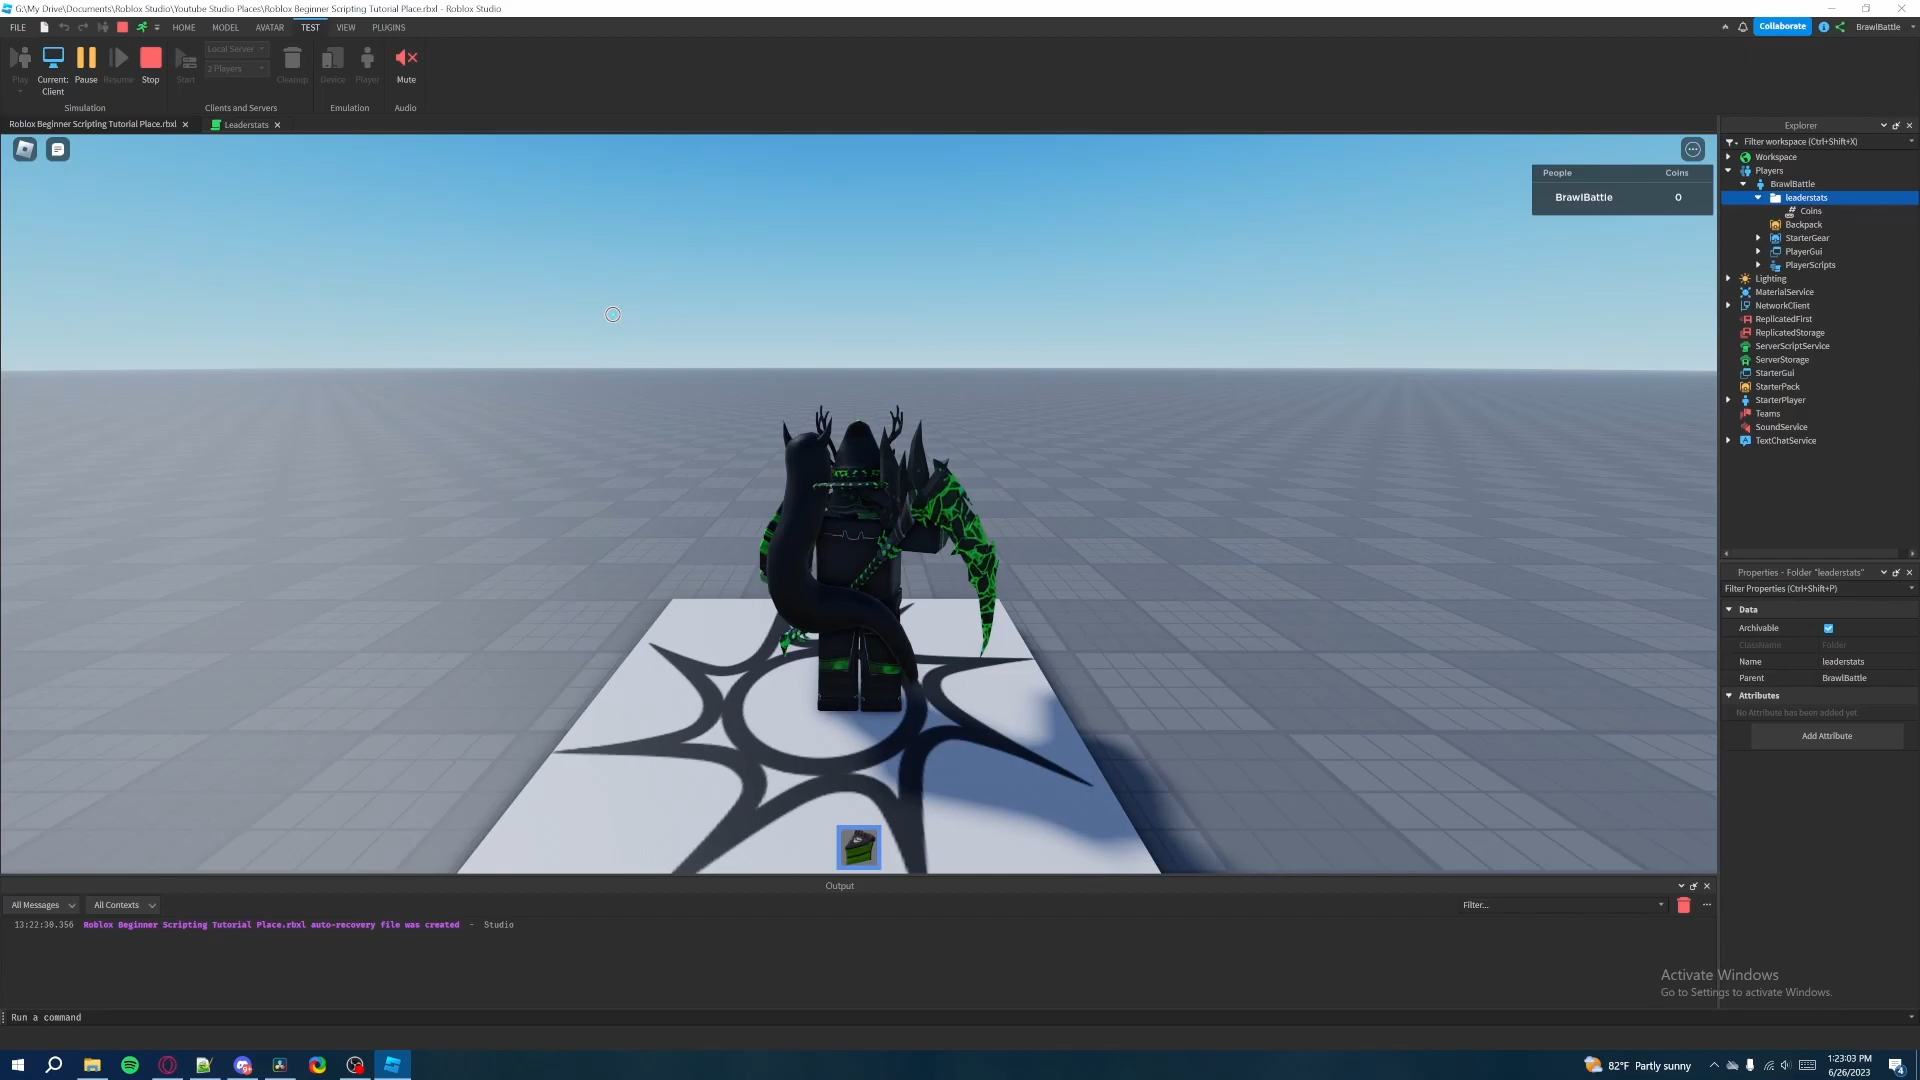 G:\My Drive\Documents\Roblox Studio\Youtube Studio Places\Roblox Beginner Scripting Tutorial Place.rbxl - Roblox Studio
FILE HOME MODEL AVATAR TEST VIEW PLUGINS
Collaborate BrawlBattle
Play Current: Client Pause Resume Stop Start Local Server 2 Players Cleanup Device Player Mute
Simulation Clients and Servers Emulation Audio
Roblox Beginner Scripting Tutorial Place.rbxl Leaderstats
People Coins
BrawlBattle 0
Explorer
Filter workspace (Ctrl+Shift+X)
Workspace
Players
BrawlBattle
leaderstats
Coins
Backpack
StarterGear
PlayerGui
PlayerScripts
Lighting
MaterialService
NetworkClient
ReplicatedFirst
ReplicatedStorage
ServerScriptService
ServerStorage
StarterGui
StarterPack
StarterPlayer
Teams
SoundService
TextChatService
Properties - Folder "leaderstats"
Filter Properties (Ctrl+Shift+P)
Data
Archivable
ClassName Folder
Name leaderstats
Parent BrawlBattle
Attributes
No Attribute has been added yet
Add Attribute
Output
All Messages All Contexts Filter...
13:22:30.356 Roblox Beginner Scripting Tutorial Place.rbxl auto-recovery file was created - Studio
Activate Windows
Go to Settings to activate Windows.
Run a command
82°F Partly sunny
1:23:03 PM
6/26/2023